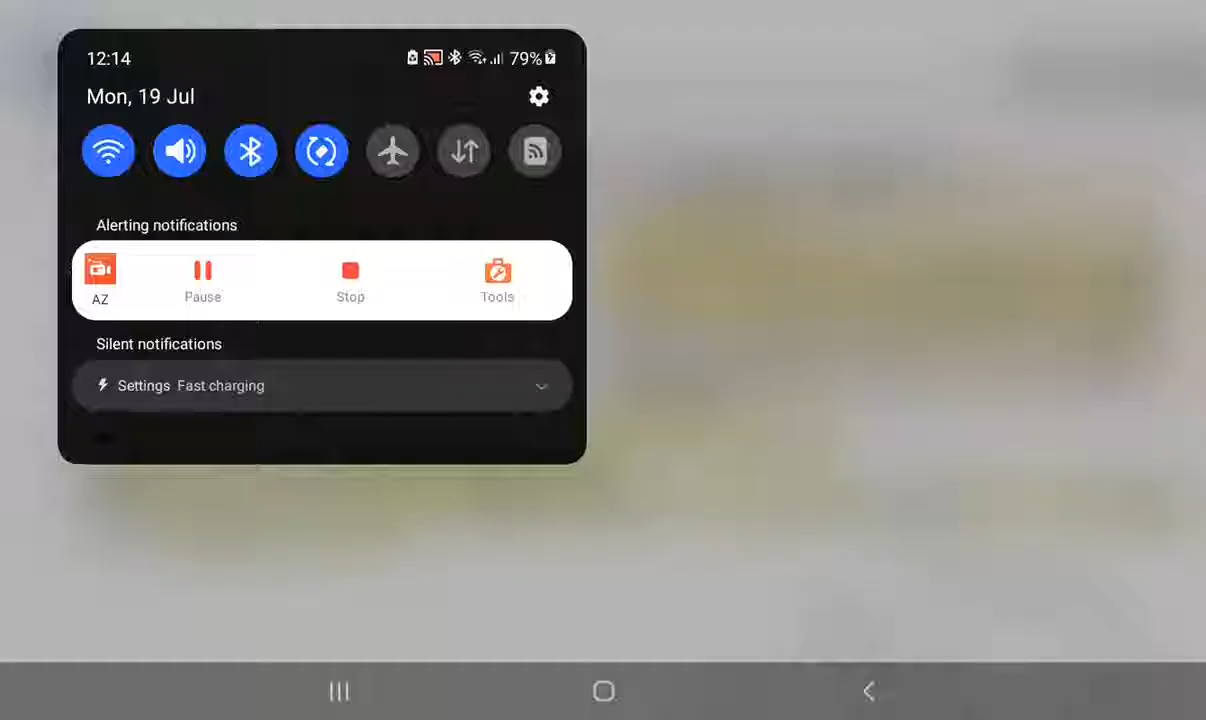 12:14 79%
Mon, 19 Jul
Alerting notifications
AZ Pause Stop Tools
Silent notifications
Settings Fast charging